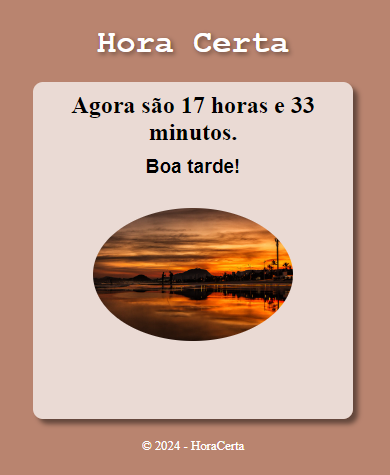 Hora Certa
Agora são 17 horas e 33
minutos.
Boa tarde!
© 2024 - HoraCerta